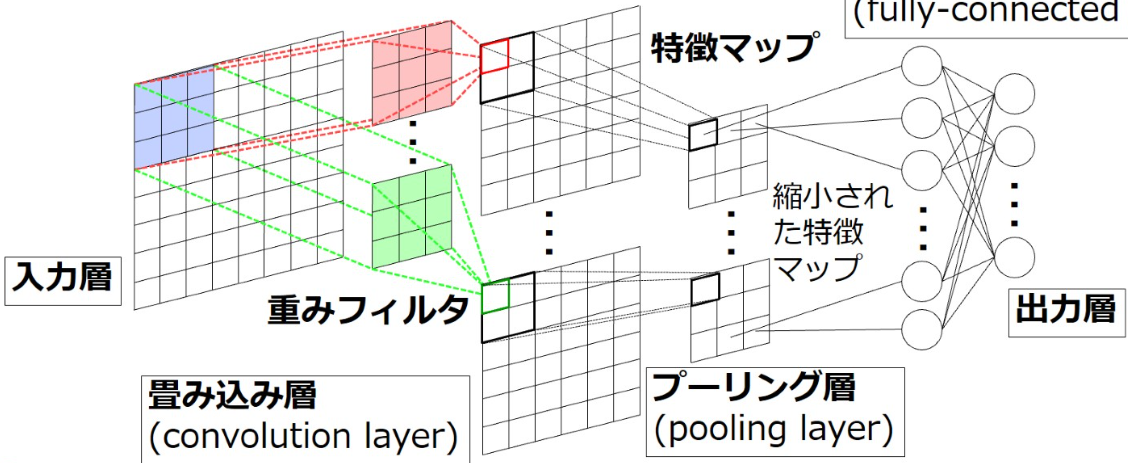 (fully-connected
特徴マップ
縮小され
た特徴
マップ
入力層
重みフィルタ
出力層
畳み込み層
(convolution layer)
プーリング層
(pooling layer)